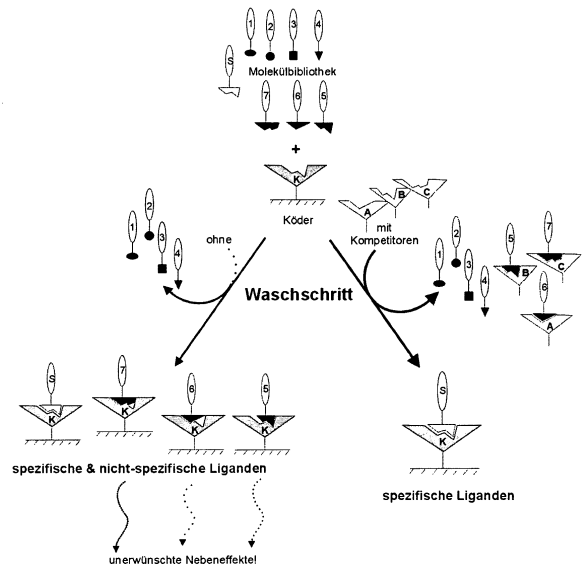 1 2 3 4
S
Molekülbibliothek
7 6 5
+
K
Köder
A B C
mit
Kompetitoren
ohne
1 2 3 4
1 2 3 4 5 7
B C
6
A
Waschschritt
S 7 6 5
K K K K
spezifische & nicht-spezifische Liganden
unerwünschte Nebeneffekte!
S
K
spezifische Liganden